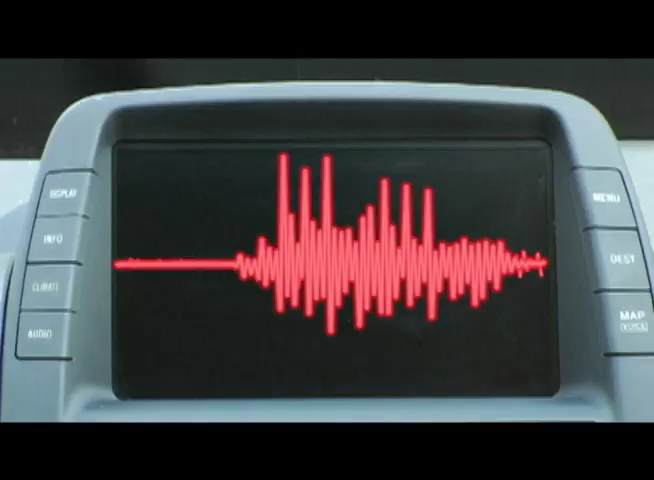 DISPLAY
INFO
CLIMATE
AUDIO
MENU
DEST
MAP
VOICE